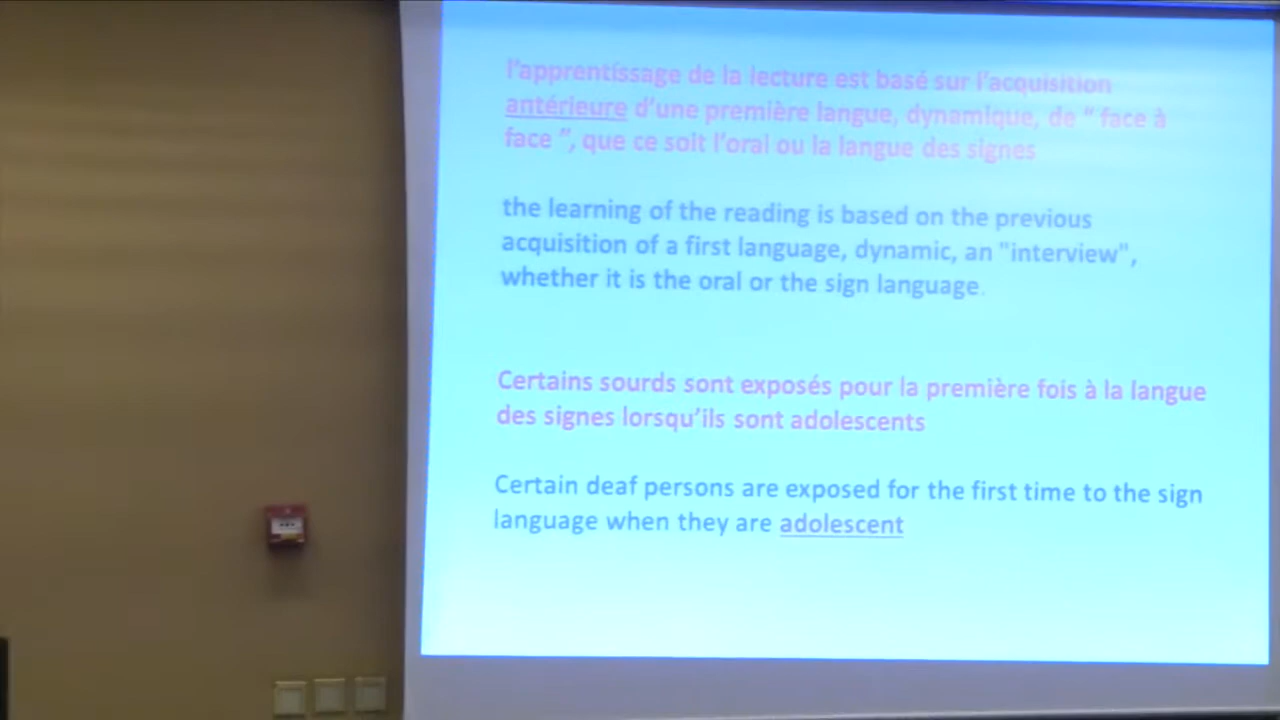 l'apprentissage de la lecture est basé sur l'acquisition
antérieure d'une première langue, dynamique, de “ face à
face ”, que ce soit l'oral ou la langue des signes
the learning of the reading is based on the previous
acquisition of a first language, dynamic, an "interview",
whether it is the oral or the sign language.
Certains sourds sont exposés pour la première fois à la langue
des signes lorsqu'ils sont adolescents
Certain deaf persons are exposed for the first time to the sign
language when they are adolescent